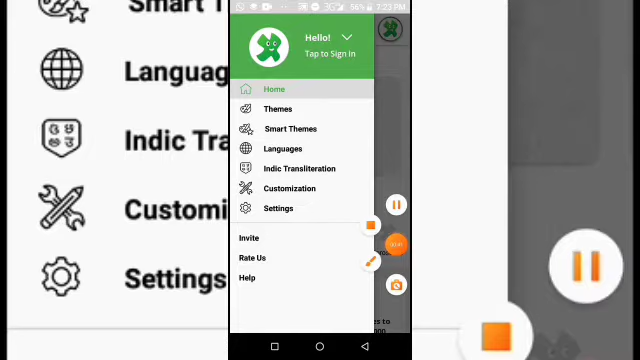 3G 56% 7:23 PM
Hello!
Tap to Sign In
Home
Themes
Smart Themes
Languages
Indic Transliteration
Customization
Settings
Invite
Rate Us
Help
Smart T
Languag
Indic Tra
Customi
Settings